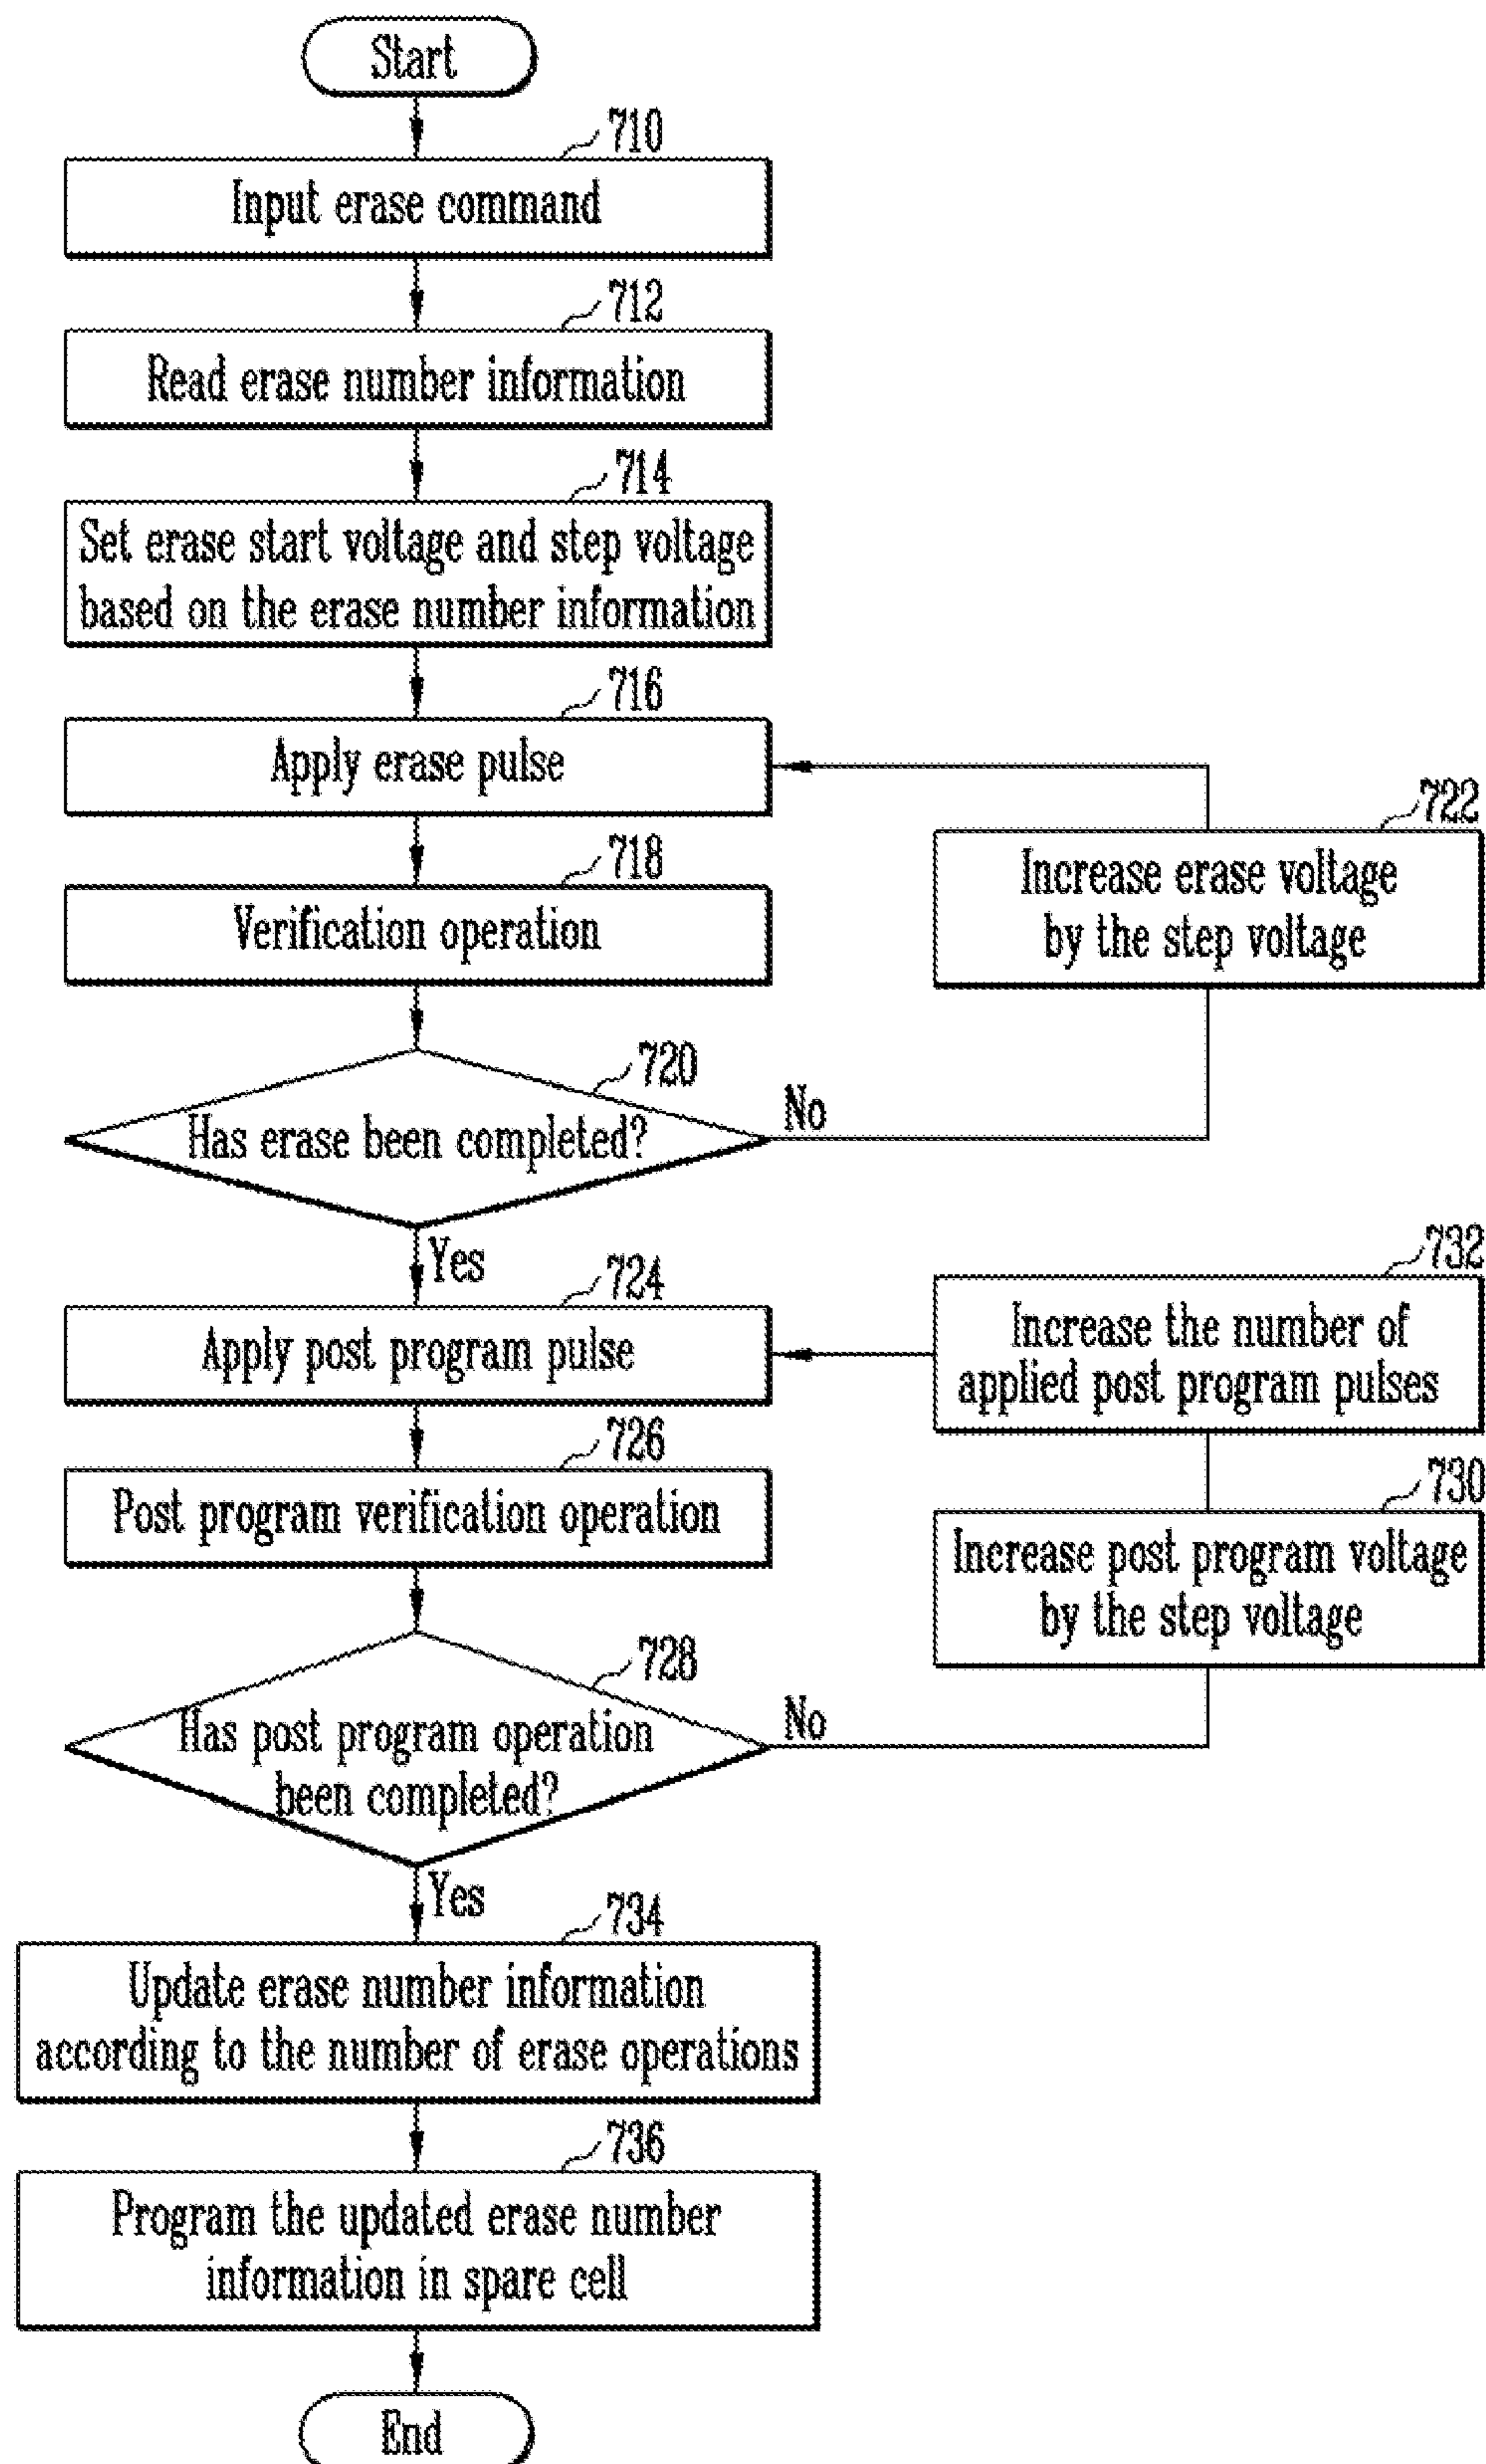 Start
710
Input erase command
712
Read erase number information
714
Set erase start voltage and step voltage
based on the erase number information
716
Apply erase pulse
722
Increase erase voltage
by the step voltage
718
Verification operation
720
Has erase been completed?
No
Yes
724
Apply post program pulse
732
Increase the number of
applied post program pulses
726
Post program verification operation
730
Increase post program voltage
by the step voltage
728
Has post program operation
been completed?
No
Yes
734
Update erase number information
according to the number of erase operations
736
Program the updated erase number
information in spare cell
End